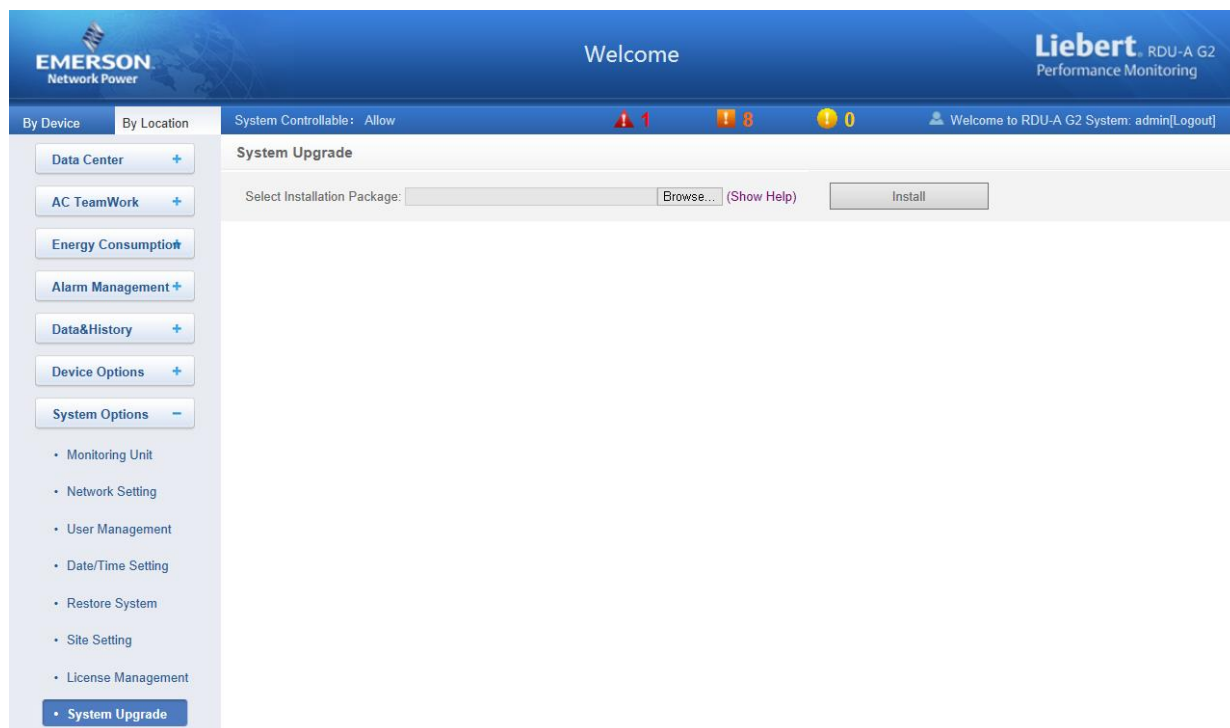 EMERSON
Network Power
Welcome
Liebert. RDU-A G2
Performance Monitoring
By Device
By Location
System Controllable: Allow
1
8
0
Welcome to RDU-A G2 System: admin[Logout]
Data Center +
AC TeamWork +
Energy Consumption+
Alarm Management +
Data&History +
Device Options +
System Options −
• Monitoring Unit
• Network Setting
• User Management
• Date/Time Setting
• Restore System
• Site Setting
• License Management
• System Upgrade
System Upgrade
Select Installation Package: Browse... (Show Help) Install